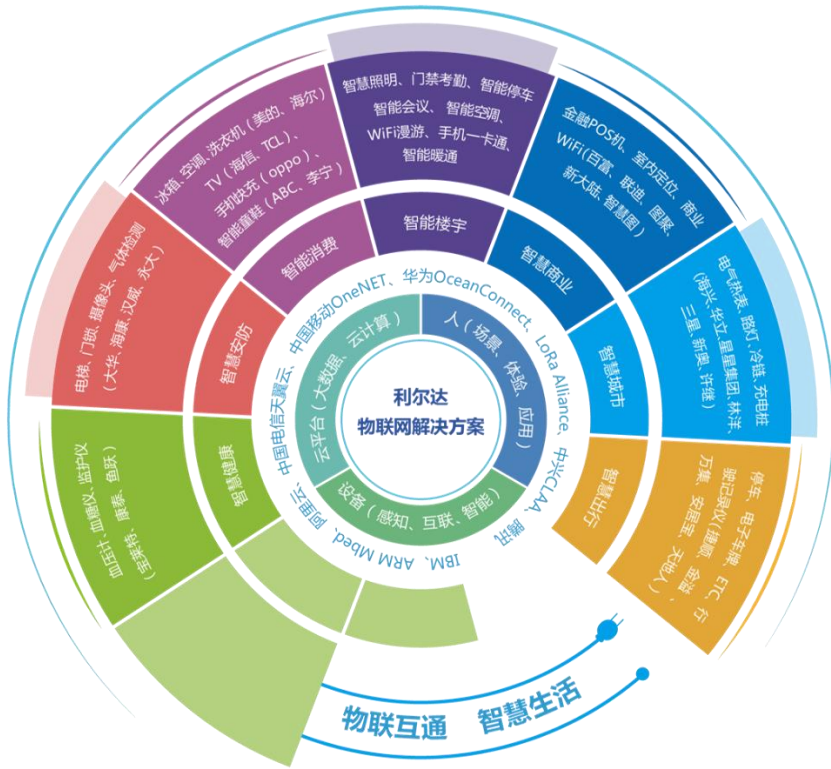 利尔达
物联网解决方案
人（场景、体验、应用）
设备（感知、互联、智能）
云平台（大数据、云计算）
阿里云、中国电信天翼云、中国移动OneNET、华为OceanConnect、LoRa Alliance、中兴CLAA、腾讯
IBM、ARM Mbed、
智慧健康
血压计、血糖仪、监护仪
（宝莱特、康泰、鱼跃）
智慧安防
电梯、门锁、摄像头、气体检测
（大华、海康、汉威、永大）
智能消费
冰箱、空调、洗衣机（美的、海尔）
TV（海信、TCL）、
手机快充（oppo）、
智能童鞋（ABC、李宁）
智能楼宇
智慧照明、门禁考勤、智能停车
智能会议、智能空调、
WiFi漫游、手机一卡通、
智能暖通
智慧商业
金融POS机、室内定位、商业
WiFi(百富、联迪、图聚、
新大陆、智慧图)
智慧城市
电气热表、路灯、冷链、充电桩
(海兴、华立,星星集团、林洋、
三星、新奥、许继)
智慧出行
停车、电子车牌、ETC、行
驶记录仪(捷顺、金溢、
万集、安居宝、天地人)
物联互通 智慧生活